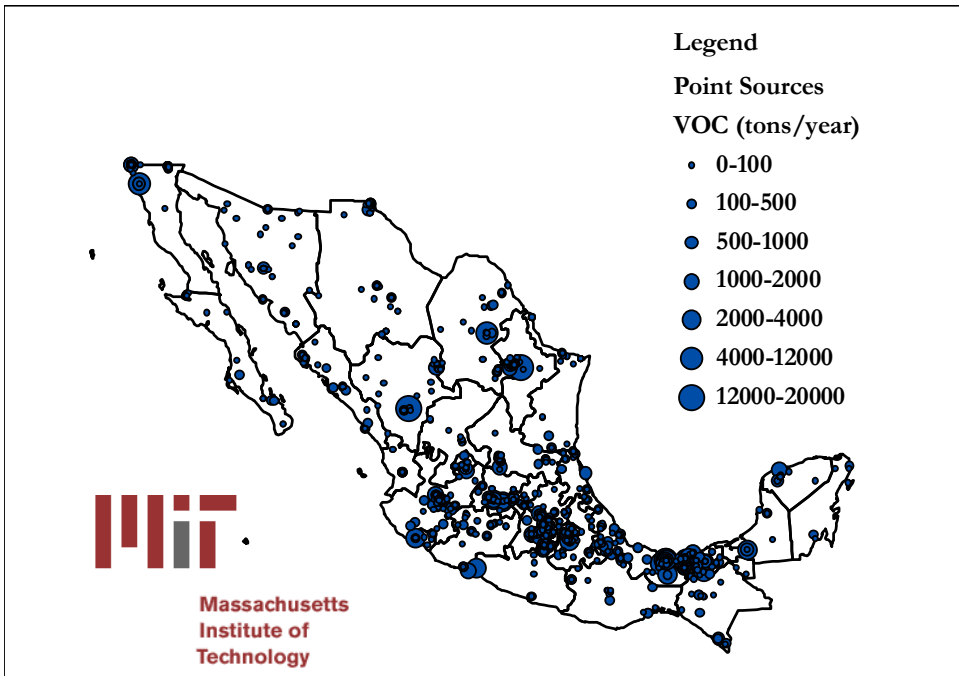 Legend
Point Sources
VOC (tons/year)
0-100
100-500
500-1000
1000-2000
2000-4000
4000-12000
12000-20000
MIT
Massachusetts
Institute of
Technology